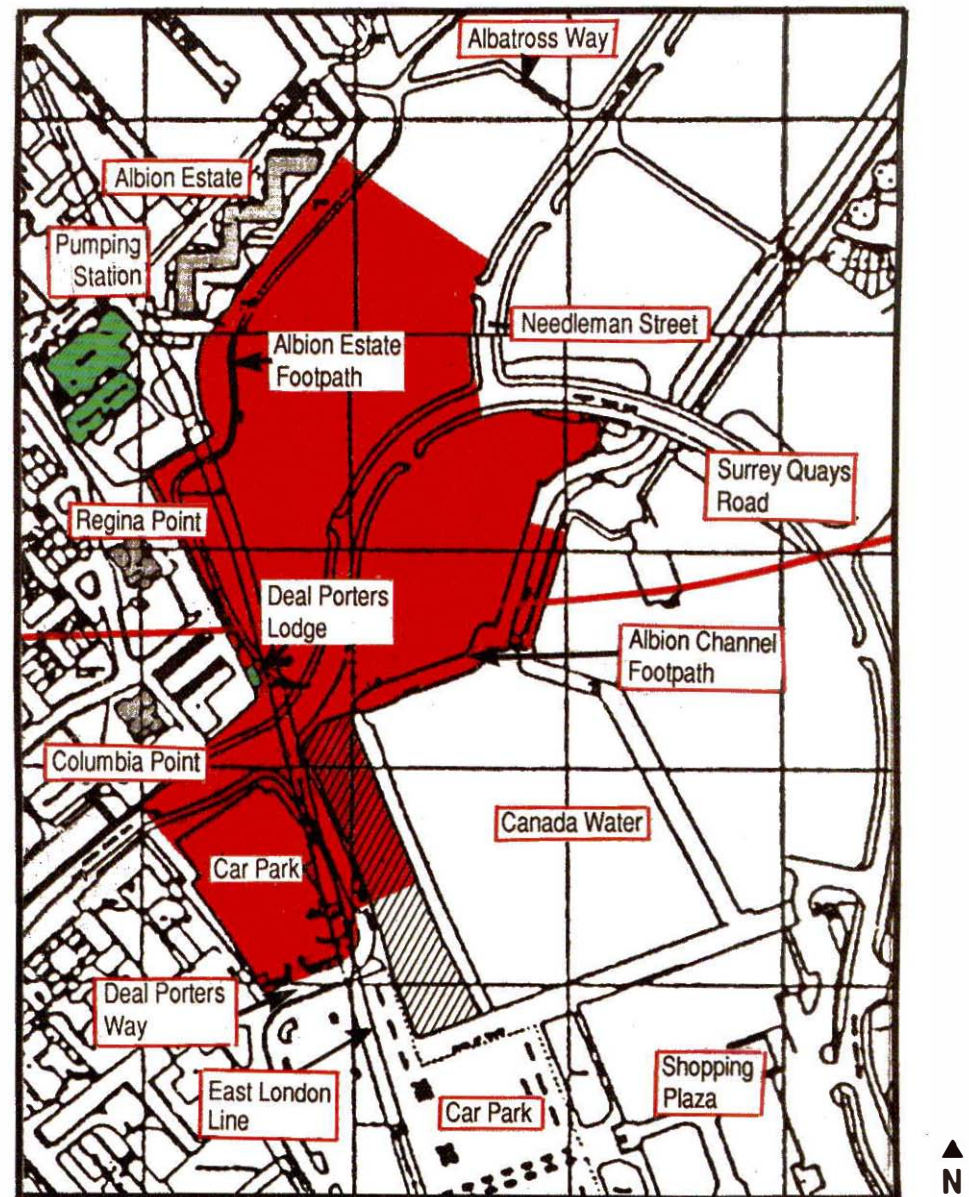 Albatross Way
Albion Estate
Pumping
Station
Needleman Street
Albion Estate
Footpath
Surrey Quays
Road
Regina Point
Deal Porters
Lodge
Albion Channel
Footpath
Columbia Point
Canada Water
Car Park
Deal Porters
Way
East London
Line
Car Park
Shopping
Plaza
N